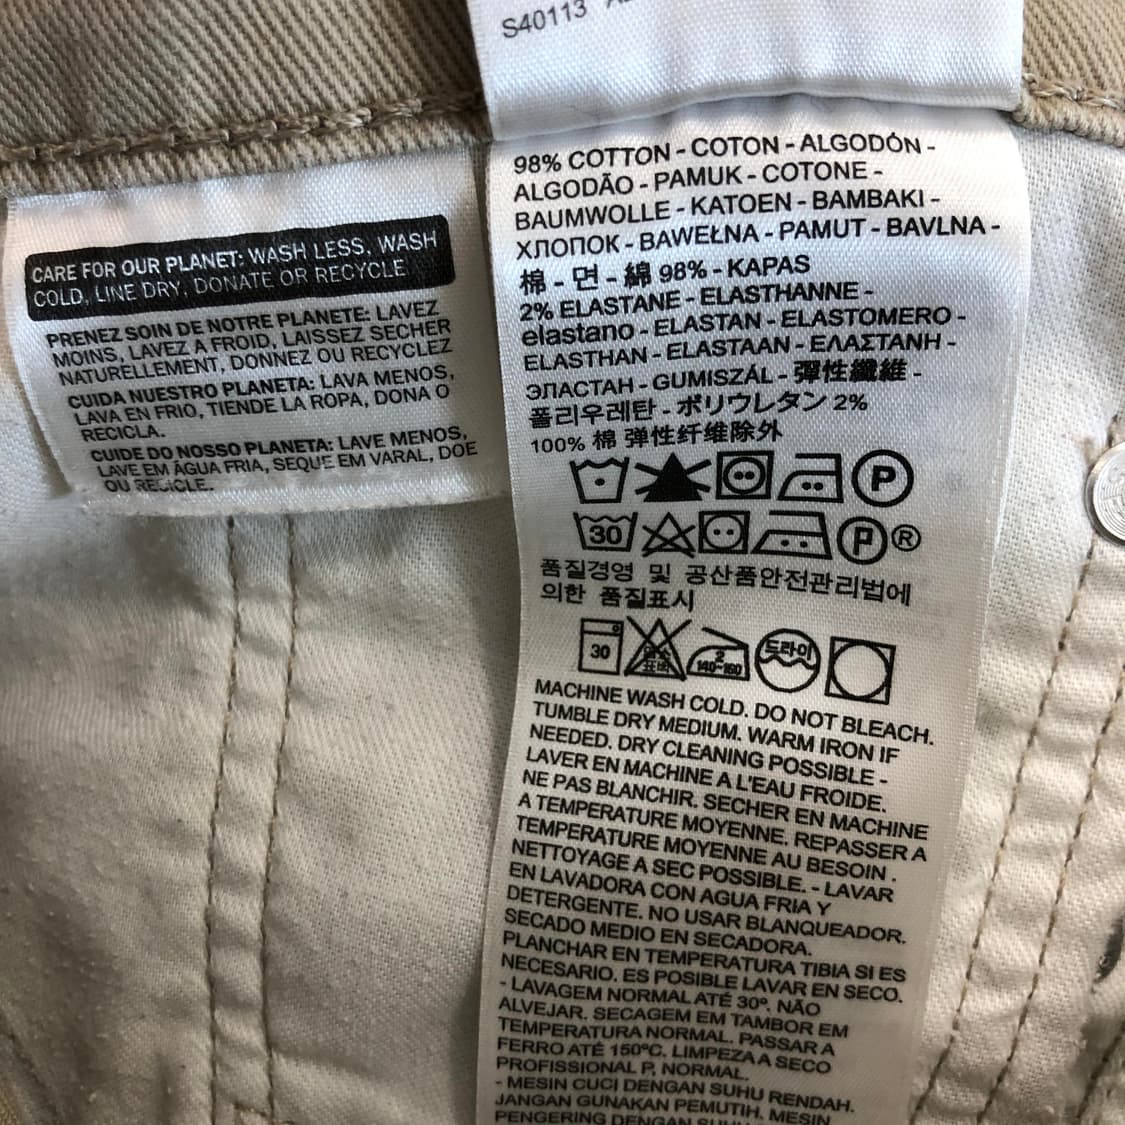 S40113
CARE FOR OUR PLANET: WASH LESS, WASH
COLD, LINE DRY, DONATE OR RECYCLE
PRENEZ SOIN DE NOTRE PLANETE: LAVEZ
MOINS, LAVEZ A FROID, LAISSEZ SECHER
NATURELLEMENT, DONNEZ OU RECYCLEZ
CUIDA NUESTRO PLANETA: LAVA MENOS,
LAVA EN FRIO, TIENDE LA ROPA, DONA O
RECICLA.
CUIDE DO NOSSO PLANETA: LAVE MENOS,
LAVE EM ÁGUA FRIA, SEQUE EM VARAL, DOE
OU RECICLE.
98% COTTON - COTON - ALGODÓN -
ALGODÃO - PAMUK - COTONE -
BAUMWOLLE - KATOEN - BAMBAKI -
ХЛОПОК - BAWEŁNA - PAMUT - BAVLNA -
棉 - 면 - 綿 98% - KAPAS
2% ELASTANE - ELASTHANNE -
elastano - ELASTAN - ELASTOMERO -
ELASTHAN - ELASTAAN - ΕΛΑΣΤΑΝΗ -
ЭЛАСТАН - GUMISZÁL - 彈性纖維 -
폴리우레탄 - ポリウレタン 2%
100% 棉 弹性纤维除外
P
30 P ®
품질경영 및 공산품안전관리법에
의한 품질표시
30 염소 표백 2 140~160 드라이
MACHINE WASH COLD. DO NOT BLEACH.
TUMBLE DRY MEDIUM. WARM IRON IF
NEEDED. DRY CLEANING POSSIBLE -
LAVER EN MACHINE A L'EAU FROIDE.
NE PAS BLANCHIR. SECHER EN MACHINE
A TEMPERATURE MOYENNE. REPASSER A
TEMPERATURE MOYENNE AU BESOIN .
NETTOYAGE A SEC POSSIBLE. - LAVAR
EN LAVADORA CON AGUA FRIA Y
DETERGENTE. NO USAR BLANQUEADOR.
SECADO MEDIO EN SECADORA.
PLANCHAR EN TEMPERATURA TIBIA SI ES
NECESARIO. ES POSIBLE LAVAR EN SECO.
- LAVAGEM NORMAL ATÉ 30º. NÃO
ALVEJAR. SECAGEM EM TAMBOR EM
TEMPERATURA NORMAL. PASSAR A
FERRO ATÉ 150ºC. LIMPEZA A SECO
PROFISSIONAL P, NORMAL.
- MESIN CUCI DENGAN SUHU RENDAH.
JANGAN GUNAKAN PEMUTIH. MESIN
PENGERING DENGAN SUHU